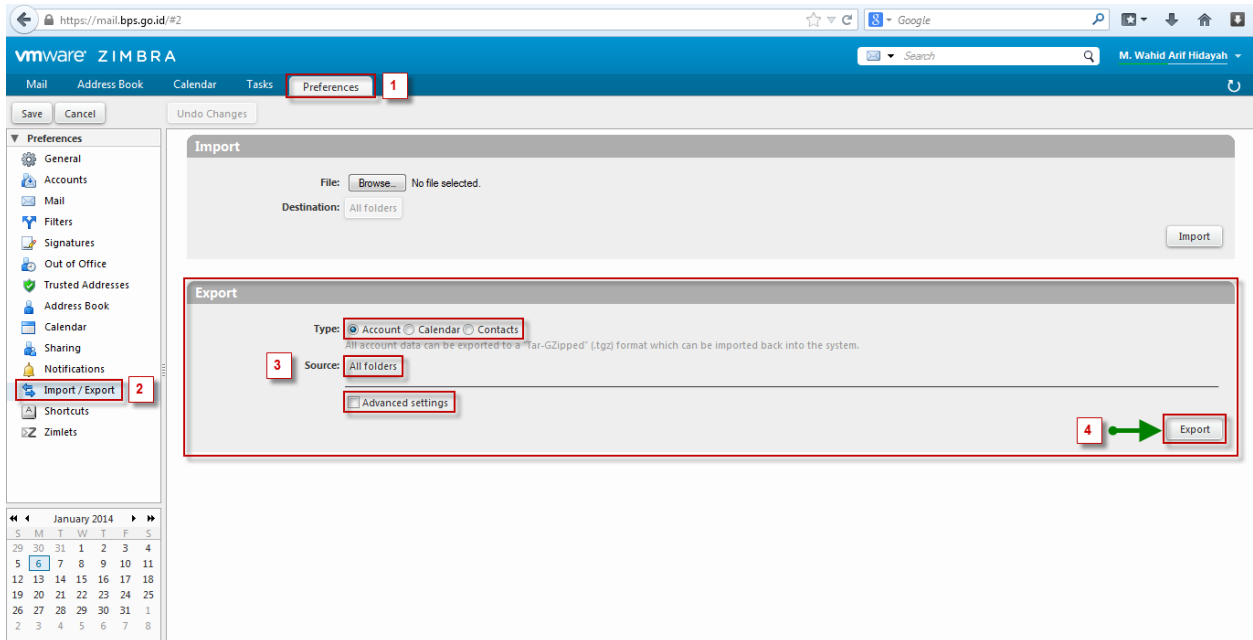 https://mail.bps.go.id/#2
Google
vmware ZIMBRA
Search
M. Wahid Arif Hidayah
Mail Address Book Calendar Tasks Preferences 1
Save Cancel Undo Changes
Preferences
General
Accounts
Mail
Filters
Signatures
Out of Office
Trusted Addresses
Address Book
Calendar
Sharing
Notifications
Import / Export 2
Shortcuts
Zimlets
Import
File: Browse... No file selected.
Destination: All folders
Import
Export
Type: Account Calendar Contacts
All account data can be exported to a "Tar-GZipped" (.tgz) format which can be imported back into the system.
3 Source: All folders
Advanced settings
4 Export
January 2014
S M T W T F S
29 30 31 1 2 3 4
5 6 7 8 9 10 11
12 13 14 15 16 17 18
19 20 21 22 23 24 25
26 27 28 29 30 31 1
2 3 4 5 6 7 8